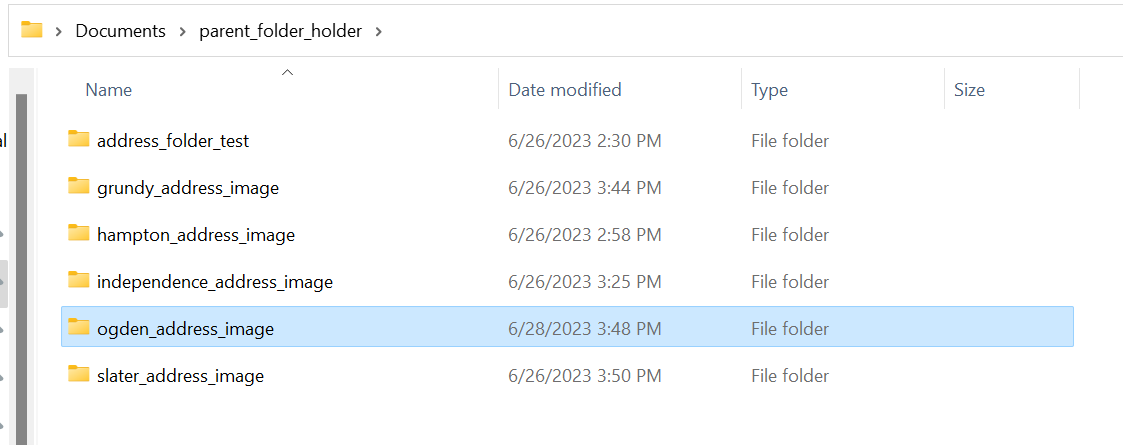 Documents > parent_folder_holder >
Name Date modified Type Size
address_folder_test 6/26/2023 2:30 PM File folder
grundy_address_image 6/26/2023 3:44 PM File folder
hampton_address_image 6/26/2023 2:58 PM File folder
independence_address_image 6/26/2023 3:25 PM File folder
ogden_address_image 6/28/2023 3:48 PM File folder
slater_address_image 6/26/2023 3:50 PM File folder